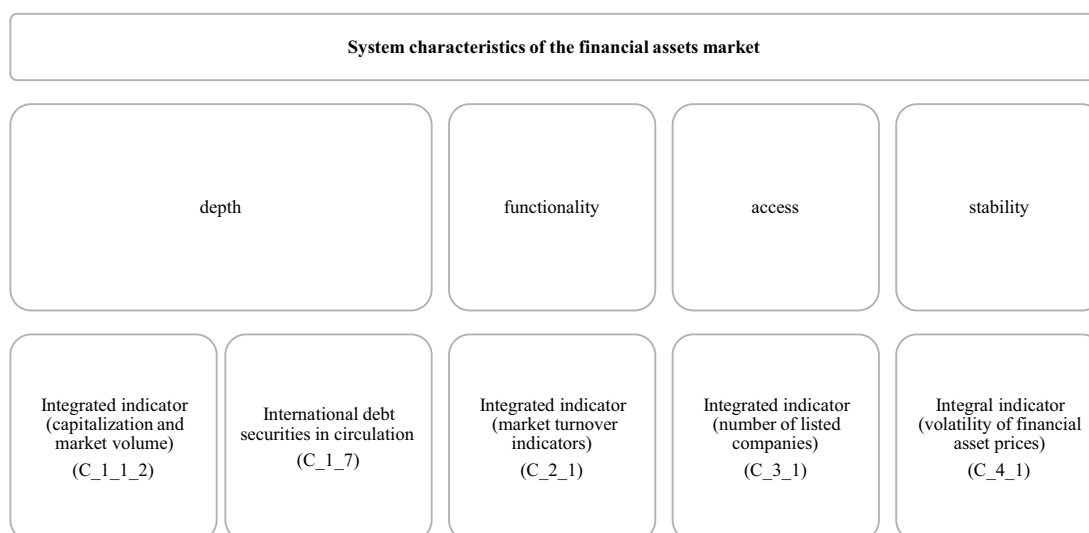 System characteristics of the financial assets market
depth
functionality
access
stability
Integrated indicator
(capitalization and
market volume)
(C_1_1_2)
International debt
securities in circulation
(C_1_7)
Integrated indicator
(market turnover
indicators)
(C_2_1)
Integrated indicator
(number of listed
companies)
(C_3_1)
Integral indicator
(volatility of financial
asset prices)
(C_4_1)